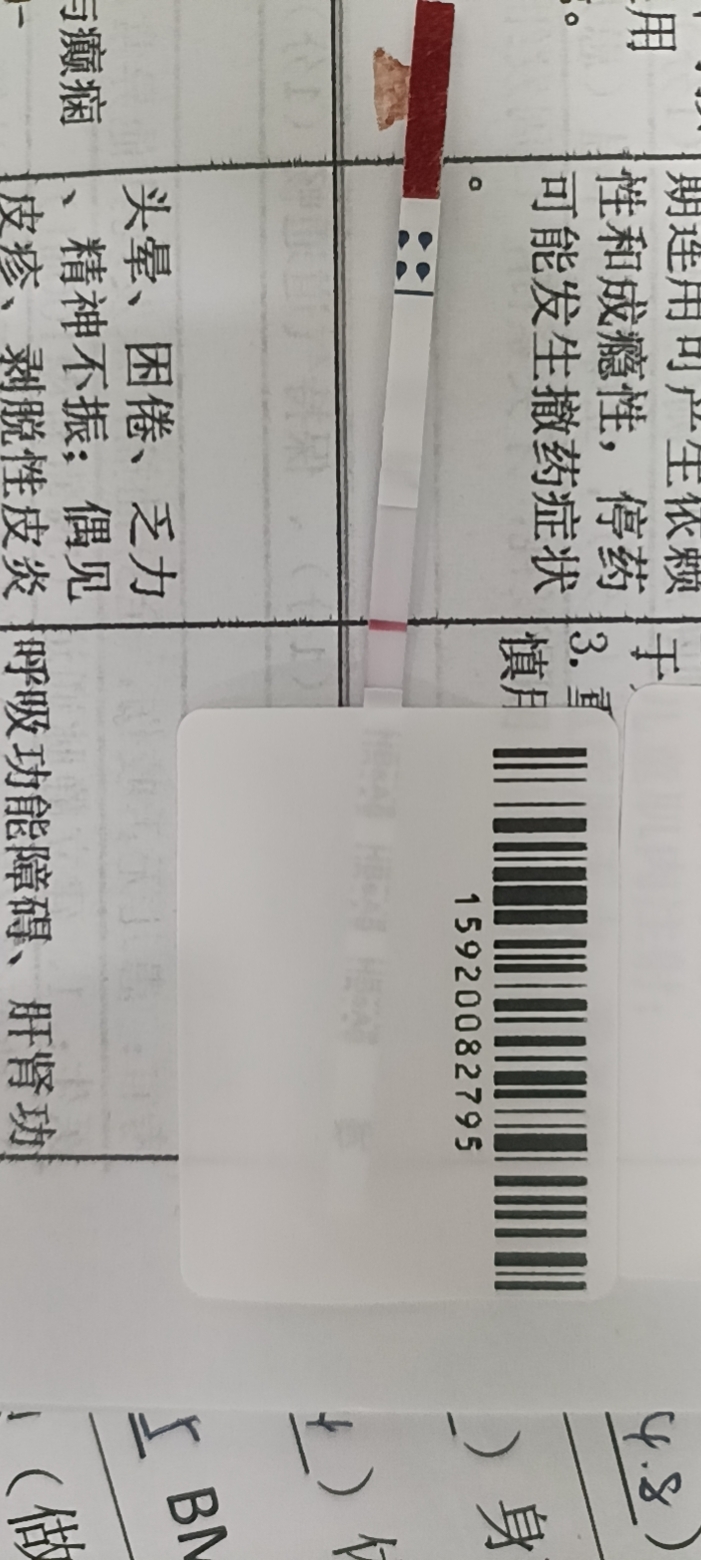 用
。
期连用可产生依赖
性和成瘾性，停药
可能发生撤药症状
。
于
3.
慎用
与癫痫
头晕、困倦、乏力
、精神不振；偶见
皮疹、剥脱性皮炎
呼吸功能障碍、肝肾功
15920082795
4.8）
）身
）
（做